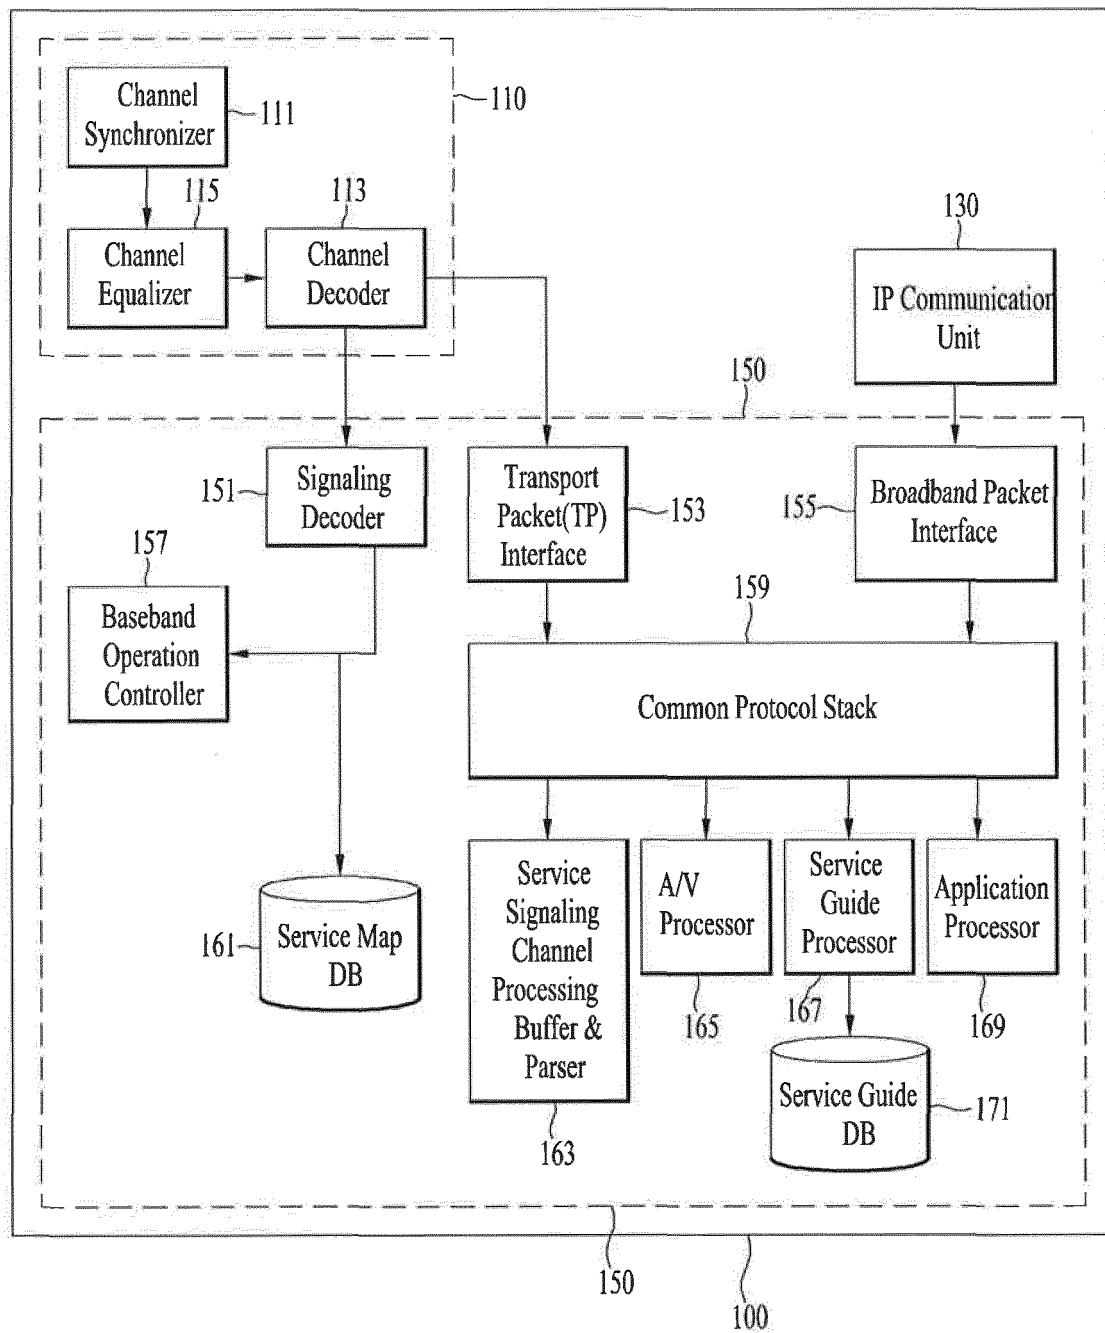 Channel
Synchronizer
111
110
115
113
Channel
Equalizer
Channel
Decoder
130
IP Communication
Unit
150
151
Signaling
Decoder
Transport
Packet(TP)
Interface
153
155
Broadband Packet
Interface
157
Baseband
Operation
Controller
159
Common Protocol Stack
161
Service Map
DB
Service
Signaling
Channel
Processing
Buffer &
Parser
163
A/V
Processor
165
Service
Guide
Processor
167
Application
Processor
169
Service Guide
DB
171
150
100